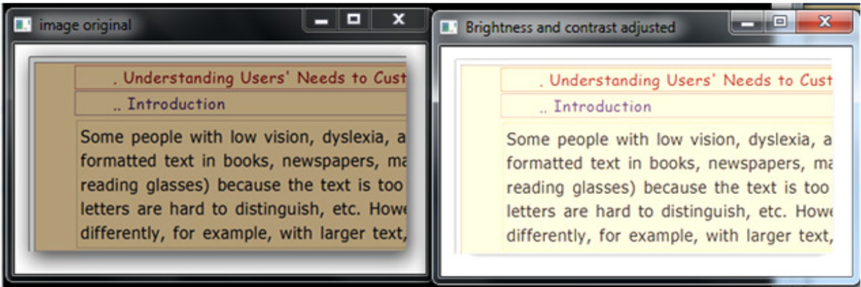 image original
. Understanding Users' Needs to Cust
.. Introduction
Some people with low vision, dyslexia, a
formatted text in books, newspapers, ma
reading glasses) because the text is too
letters are hard to distinguish, etc. Howe
differently, for example, with larger text,
Brightness and contrast adjusted
. Understanding Users' Needs to Cust
.. Introduction
Some people with low vision, dyslexia, a
formatted text in books, newspapers, ma
reading glasses) because the text is too
letters are hard to distinguish, etc. Howe
differently, for example, with larger text,